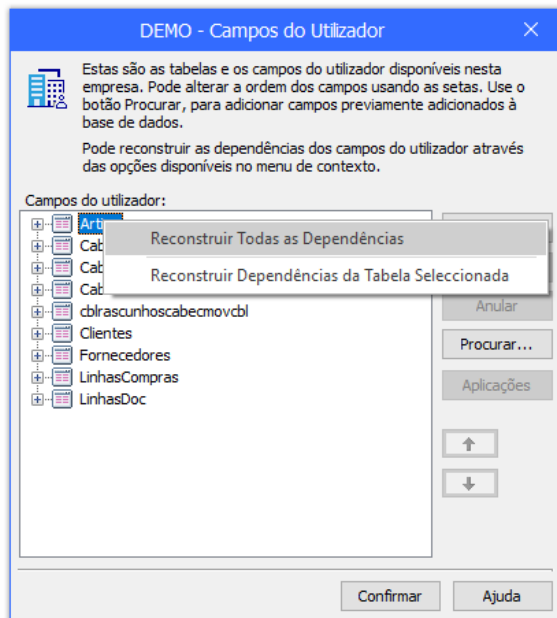 DEMO - Campos do Utilizador
Estas são as tabelas e os campos do utilizador disponíveis nesta
empresa. Pode alterar a ordem dos campos usando as setas. Use o
botão Procurar, para adicionar campos previamente adicionados à
base de dados.
Pode reconstruir as dependências dos campos do utilizador através
das opções disponíveis no menu de contexto.
Campos do utilizador:
Reconstruir Todas as Dependências
Reconstruir Dependências da Tabela Seleccionada
cblrascunhoscabecmovcbl
Clientes
Fornecedores
LinhasCompras
LinhasDoc
Anular
Procurar...
Aplicações
Confirmar
Ajuda